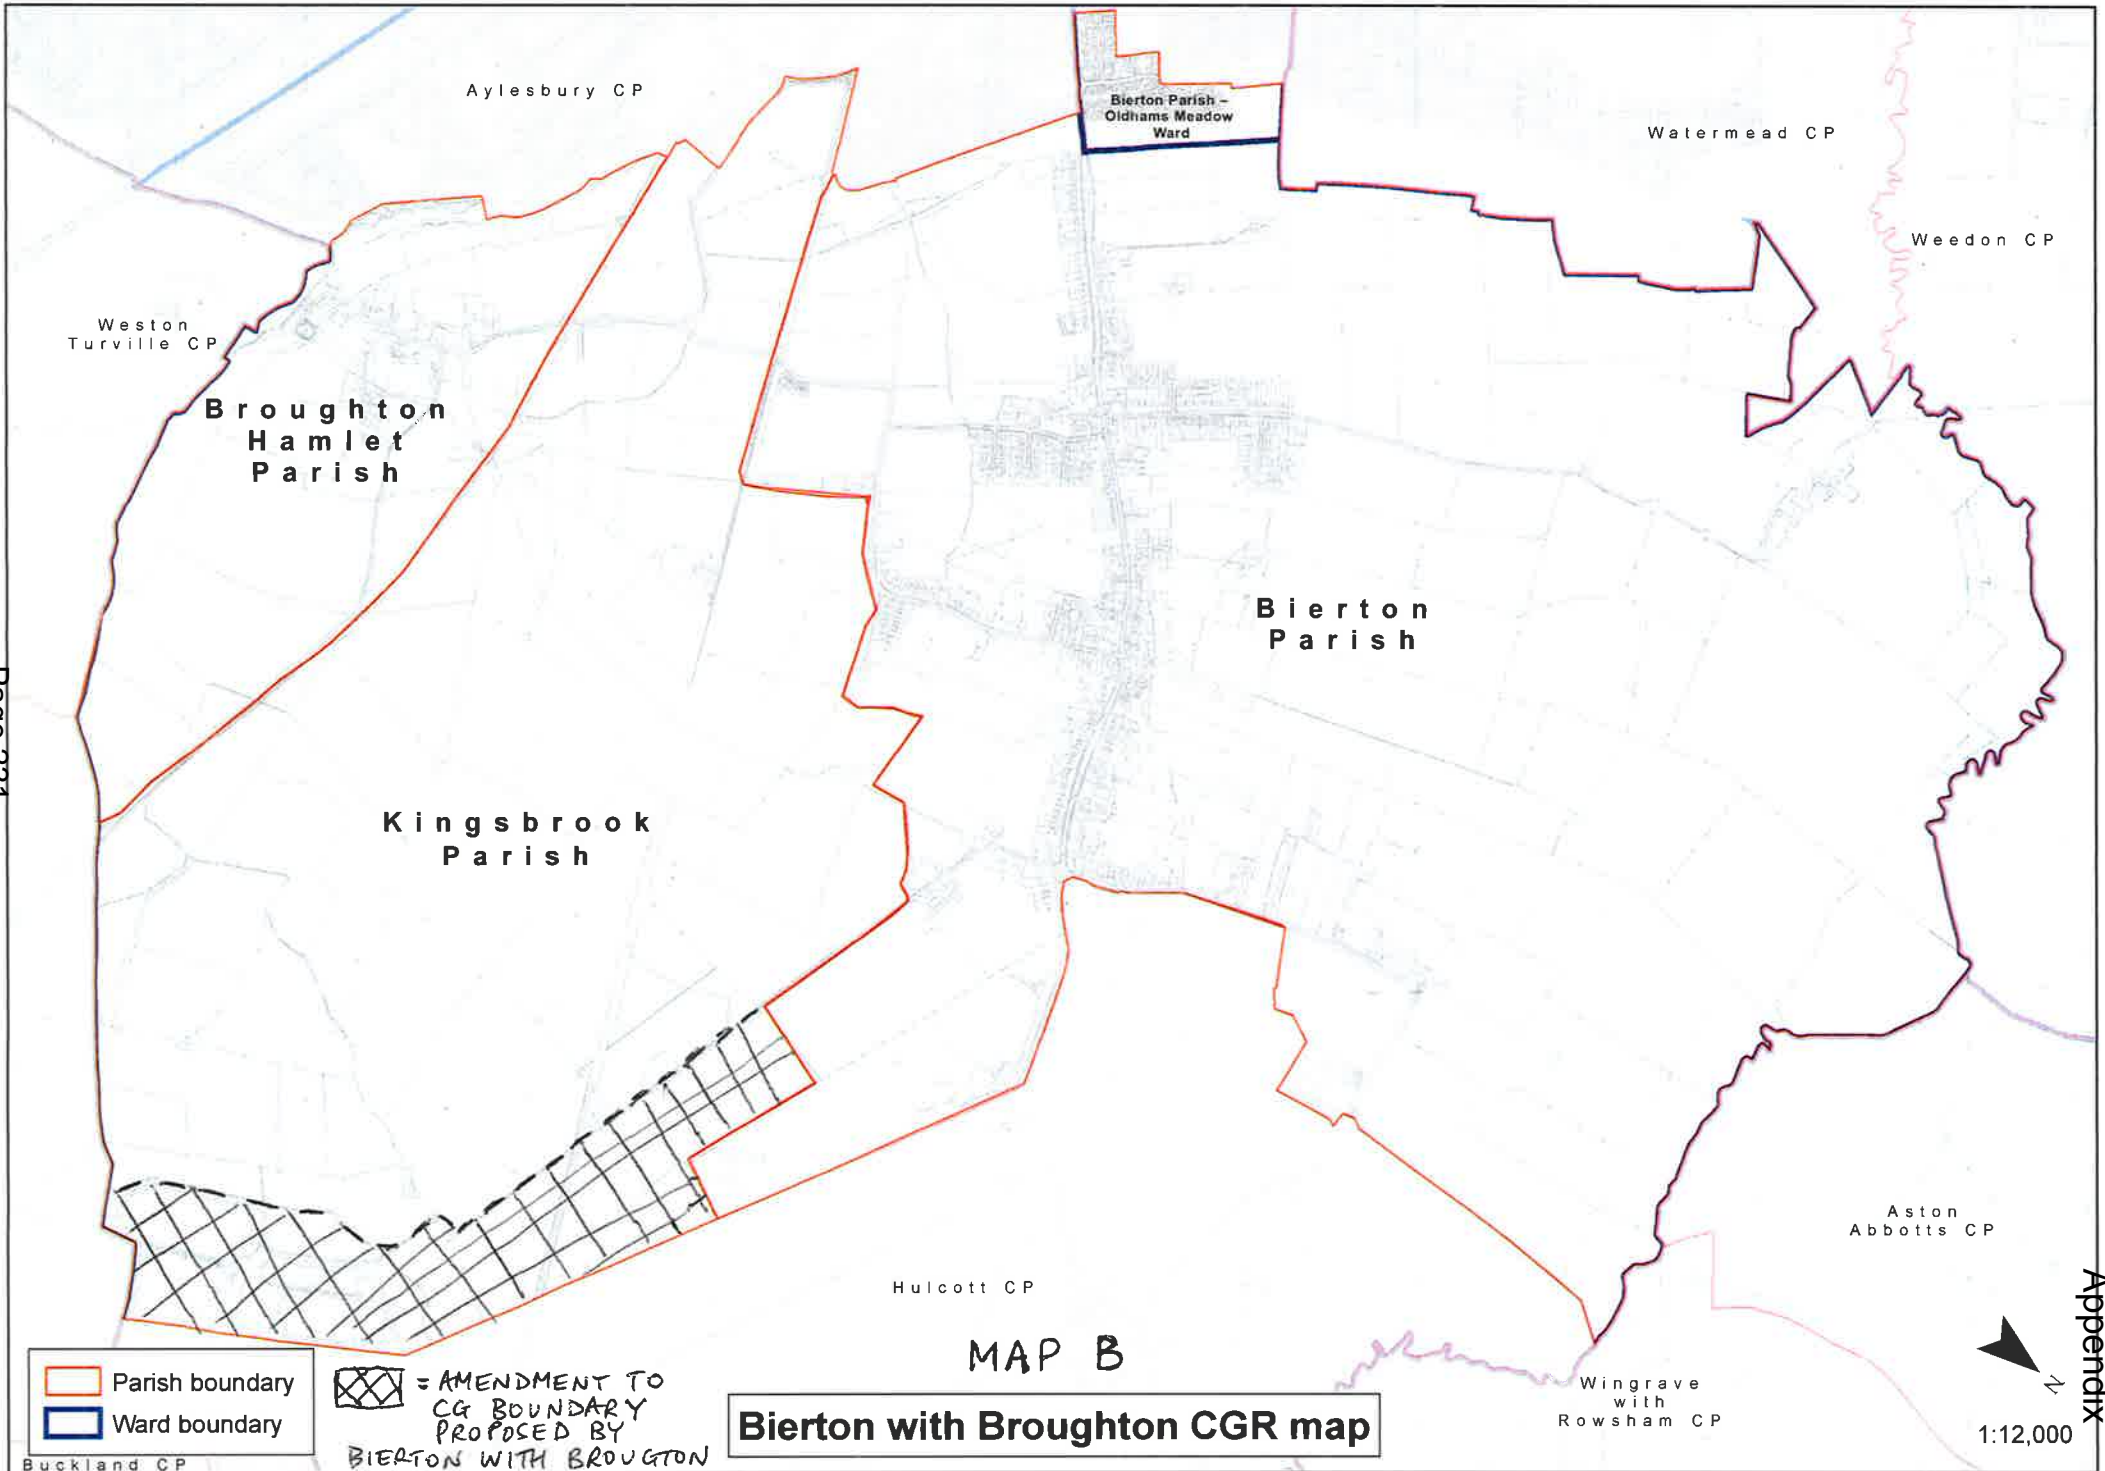 Aylesbury CP
Bierton Parish –
Oldhams Meadow
Ward
Watermead CP
Weedon CP
Weston
Turville CP
Broughton
Hamlet
Parish
Bierton
Parish
Kingsbrook
Parish
Aston
Abbotts CP
Hulcott CP
Appendix
MAP B
Parish boundary
Ward boundary
= AMENDMENT TO
CG BOUNDARY
PROPOSED BY
BIERTON WITH BROUGTON
Bierton with Broughton CGR map
Wingrave
with
Rowsham CP
N
1:12,000
Buckland CP